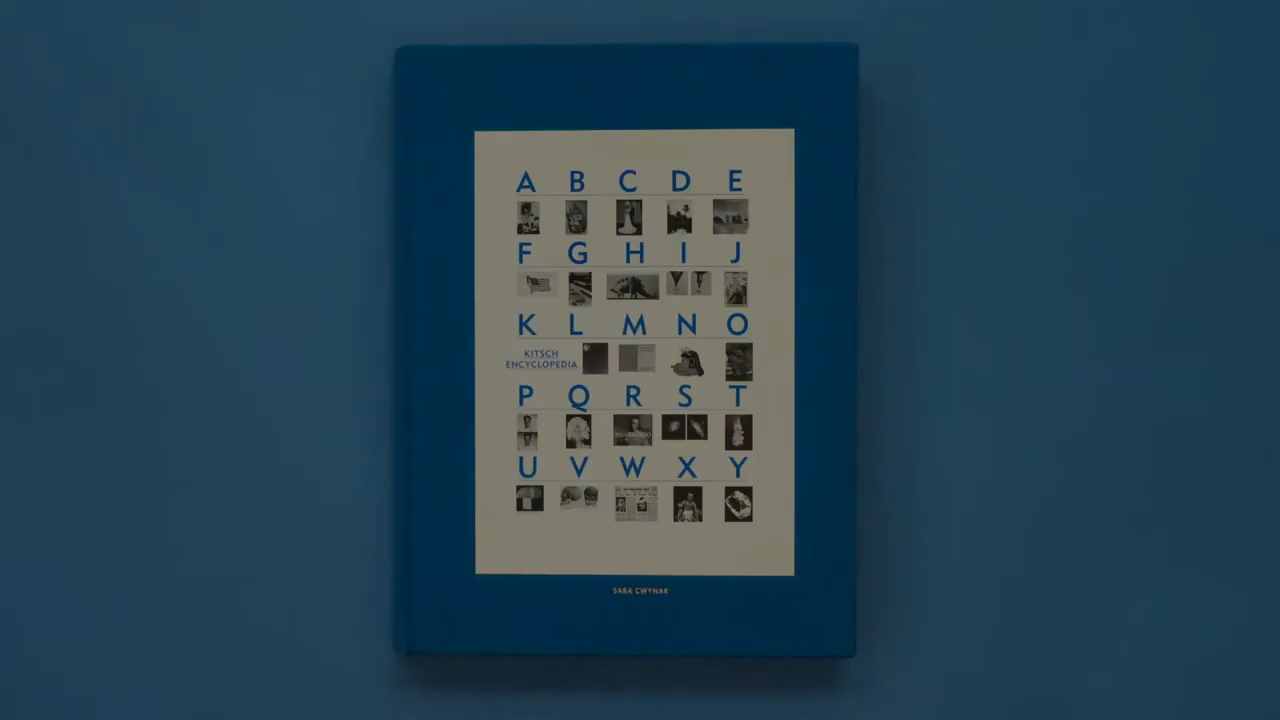 A B C D E
F G H I J
K L M N O
KITSCH
ENCYCLOPEDIA
P Q R S T
U V W X Y
SARA CWYNAR